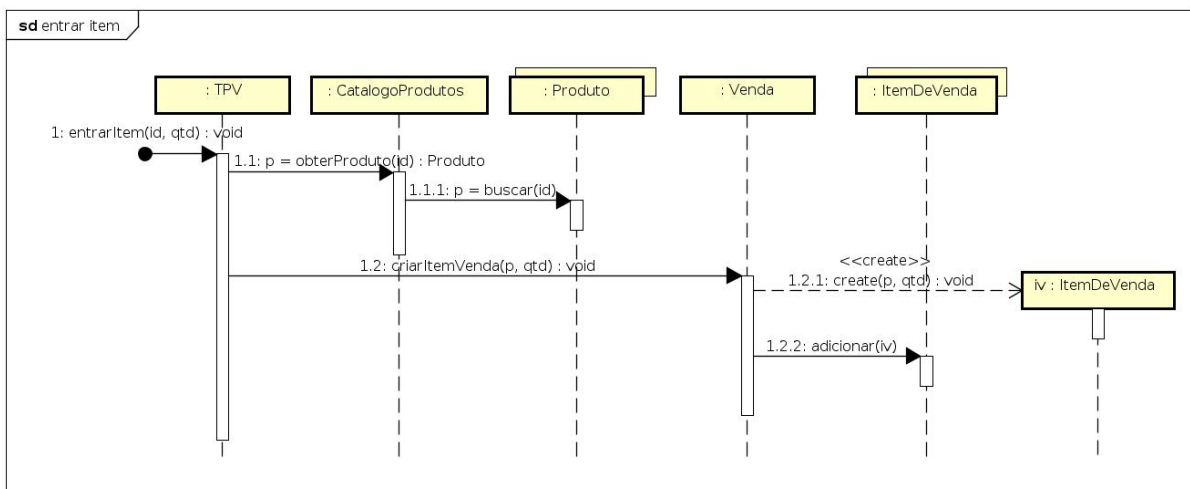 sd entrar item
: TPV
: CatalogoProdutos
: Produto
: Venda
: ItemDeVenda
1: entrarItem(id, qtd) : void
1.1: p = obterProduto(id) : Produto
1.1.1: p = buscar(id)
1.2: criarItemVenda(p, qtd) : void
<<create>>
1.2.1: create(p, qtd) : void
iv : ItemDeVenda
1.2.2: adicionar(iv)